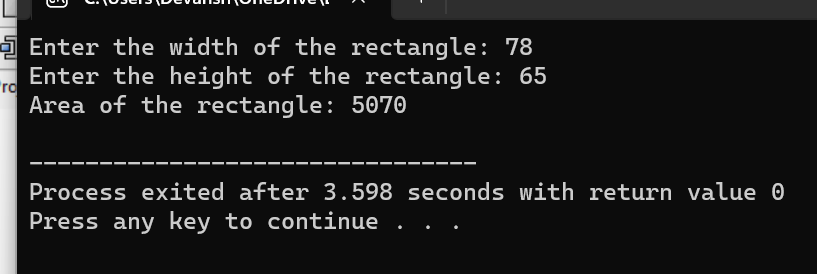 C:\Users\Devansh\OneDrive\
Enter the width of the rectangle: 78
Enter the height of the rectangle: 65
Area of the rectangle: 5070
--------------------------------
Process exited after 3.598 seconds with return value 0
Press any key to continue . . .